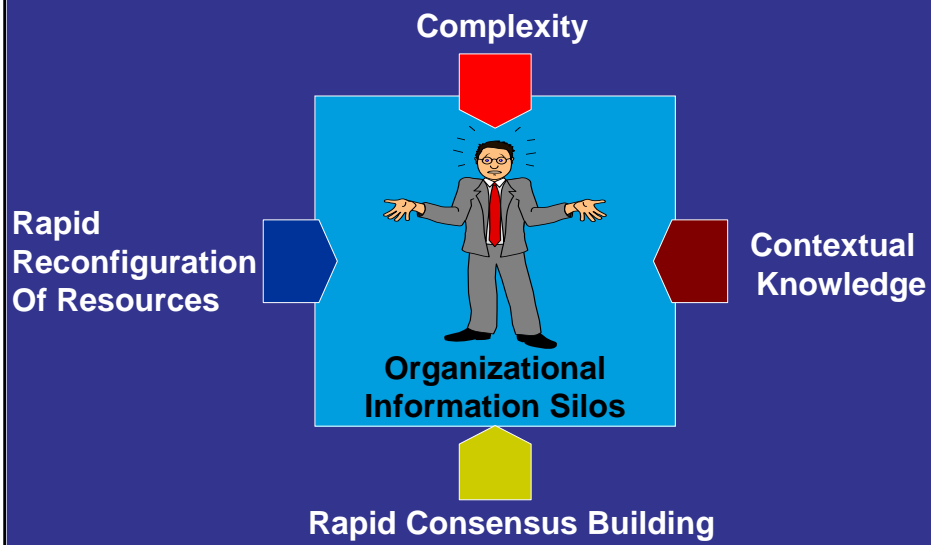 Complexity
Rapid
Reconfiguration
Of Resources
Contextual
Knowledge
Organizational
Information Silos
Rapid Consensus Building